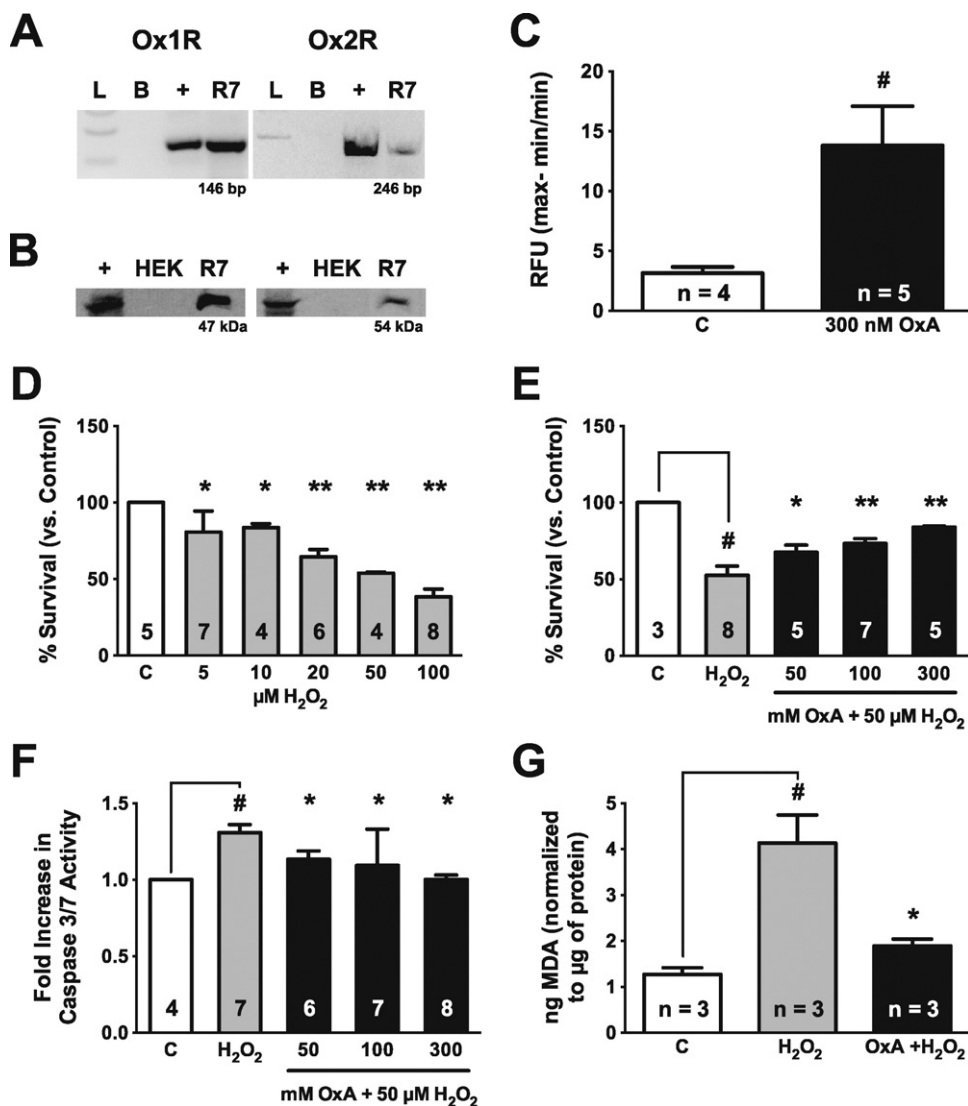 A
Ox1R
Ox2R
L B + R7
L B + R7
146 bp
246 bp
B
+ HEK R7
+ HEK R7
47 kDa
54 kDa
C
RFU (max- min/min)
20
15
10
5
0
#
n = 4
n = 5
C
300 nM OxA
D
% Survival (vs. Control)
150
100
50
0
* * ** ** **
5 7 4 6 4 8
C 5 10 20 50 100
µM H₂O₂
E
% Survival (vs. Control)
150
100
50
0
# * ** **
3 8 5 7 5
C H₂O₂ 50 100 300
mM OxA + 50 µM H₂O₂
F
Fold Increase in
Caspase 3/7 Activity
1.5
1.0
0.5
0.0
# * * *
4 7 6 7 8
C H₂O₂ 50 100 300
mM OxA + 50 µM H₂O₂
G
ng MDA (normalized
to µg of protein)
5
4
3
2
1
0
#
*
n = 3 n = 3 n = 3
C H₂O₂ OxA +H₂O₂